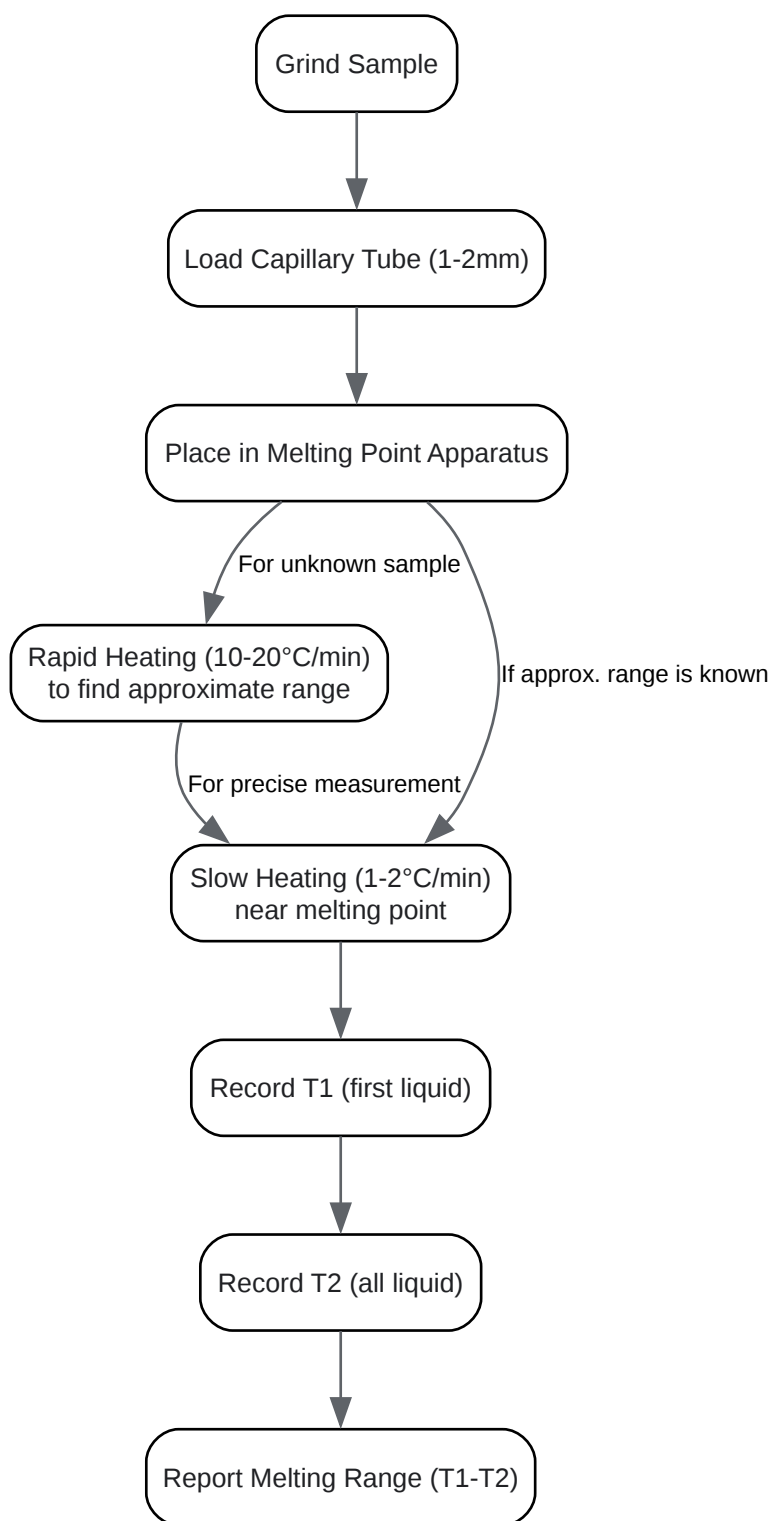 Grind Sample
Load Capillary Tube (1-2mm)
Place in Melting Point Apparatus
For unknown sample
Rapid Heating (10-20°C/min)
to find approximate range
If approx. range is known
For precise measurement
Slow Heating (1-2°C/min)
near melting point
Record T1 (first liquid)
Record T2 (all liquid)
Report Melting Range (T1-T2)